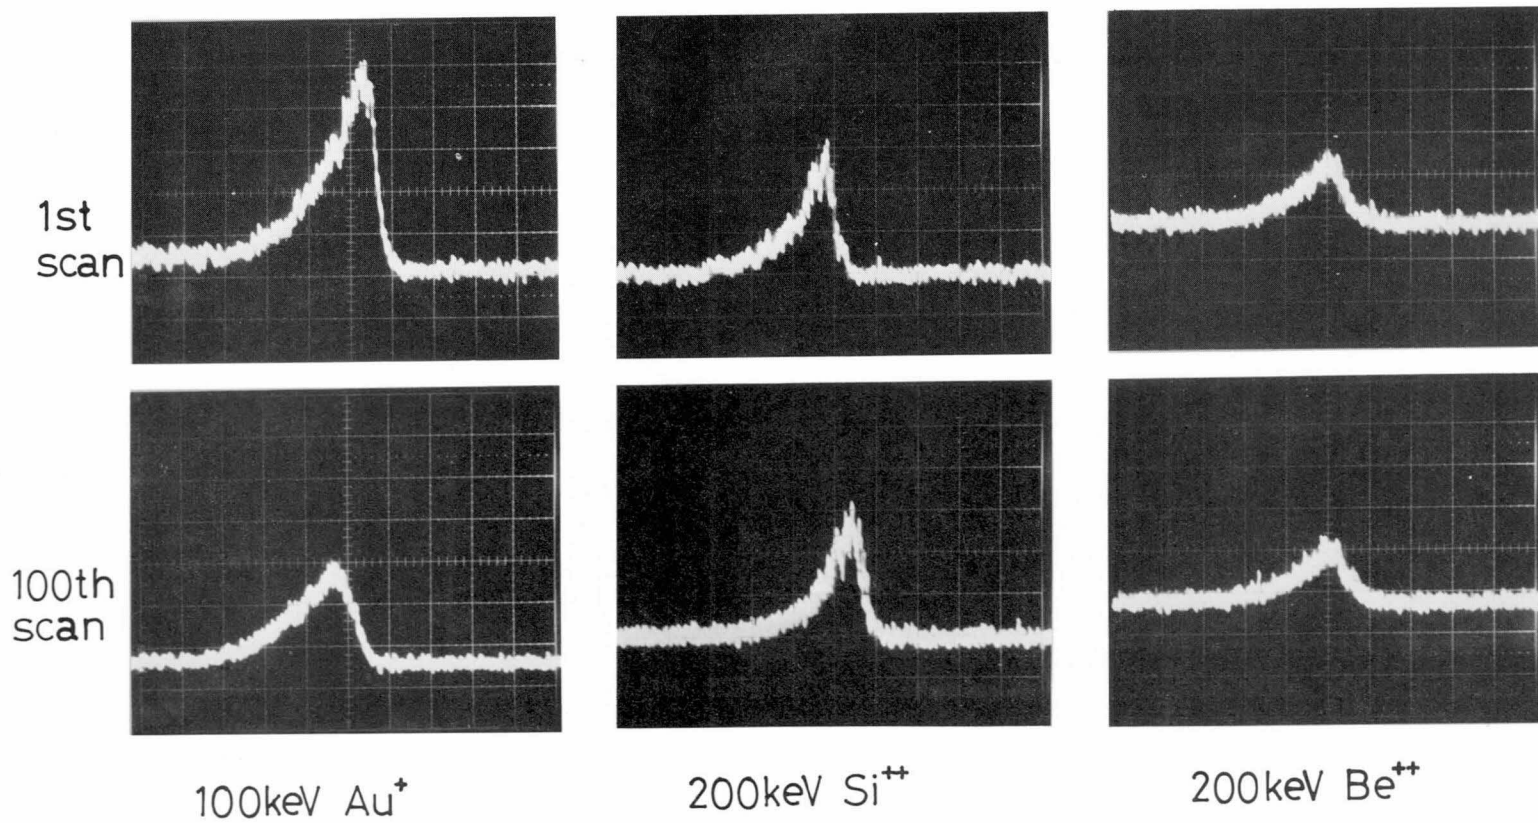 1st
scan
100th
scan
100keV Au⁺
200keV Si⁺⁺
200keV Be⁺⁺